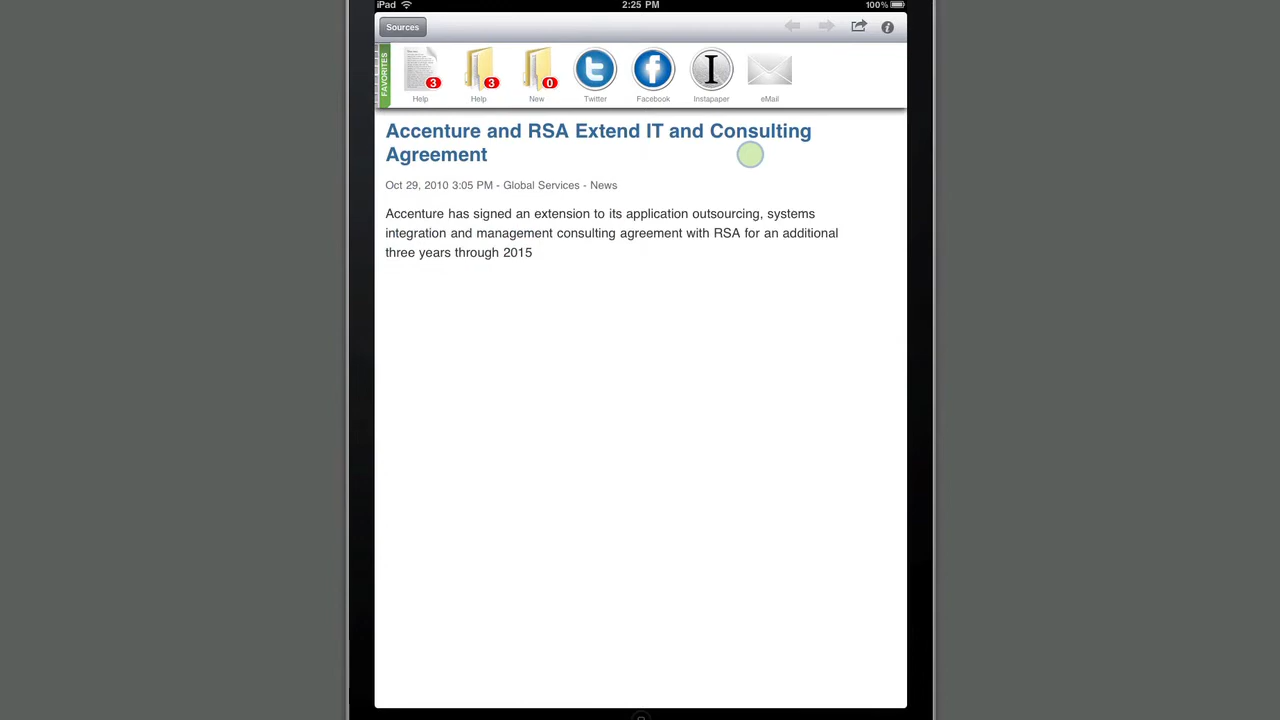 iPad 2:25 PM 100%
Sources
FAVORITES
3 3 0
Help Help New Twitter Facebook Instapaper eMail
Accenture and RSA Extend IT and Consulting
Agreement
Oct 29, 2010 3:05 PM - Global Services - News
Accenture has signed an extension to its application outsourcing, systems
integration and management consulting agreement with RSA for an additional
three years through 2015